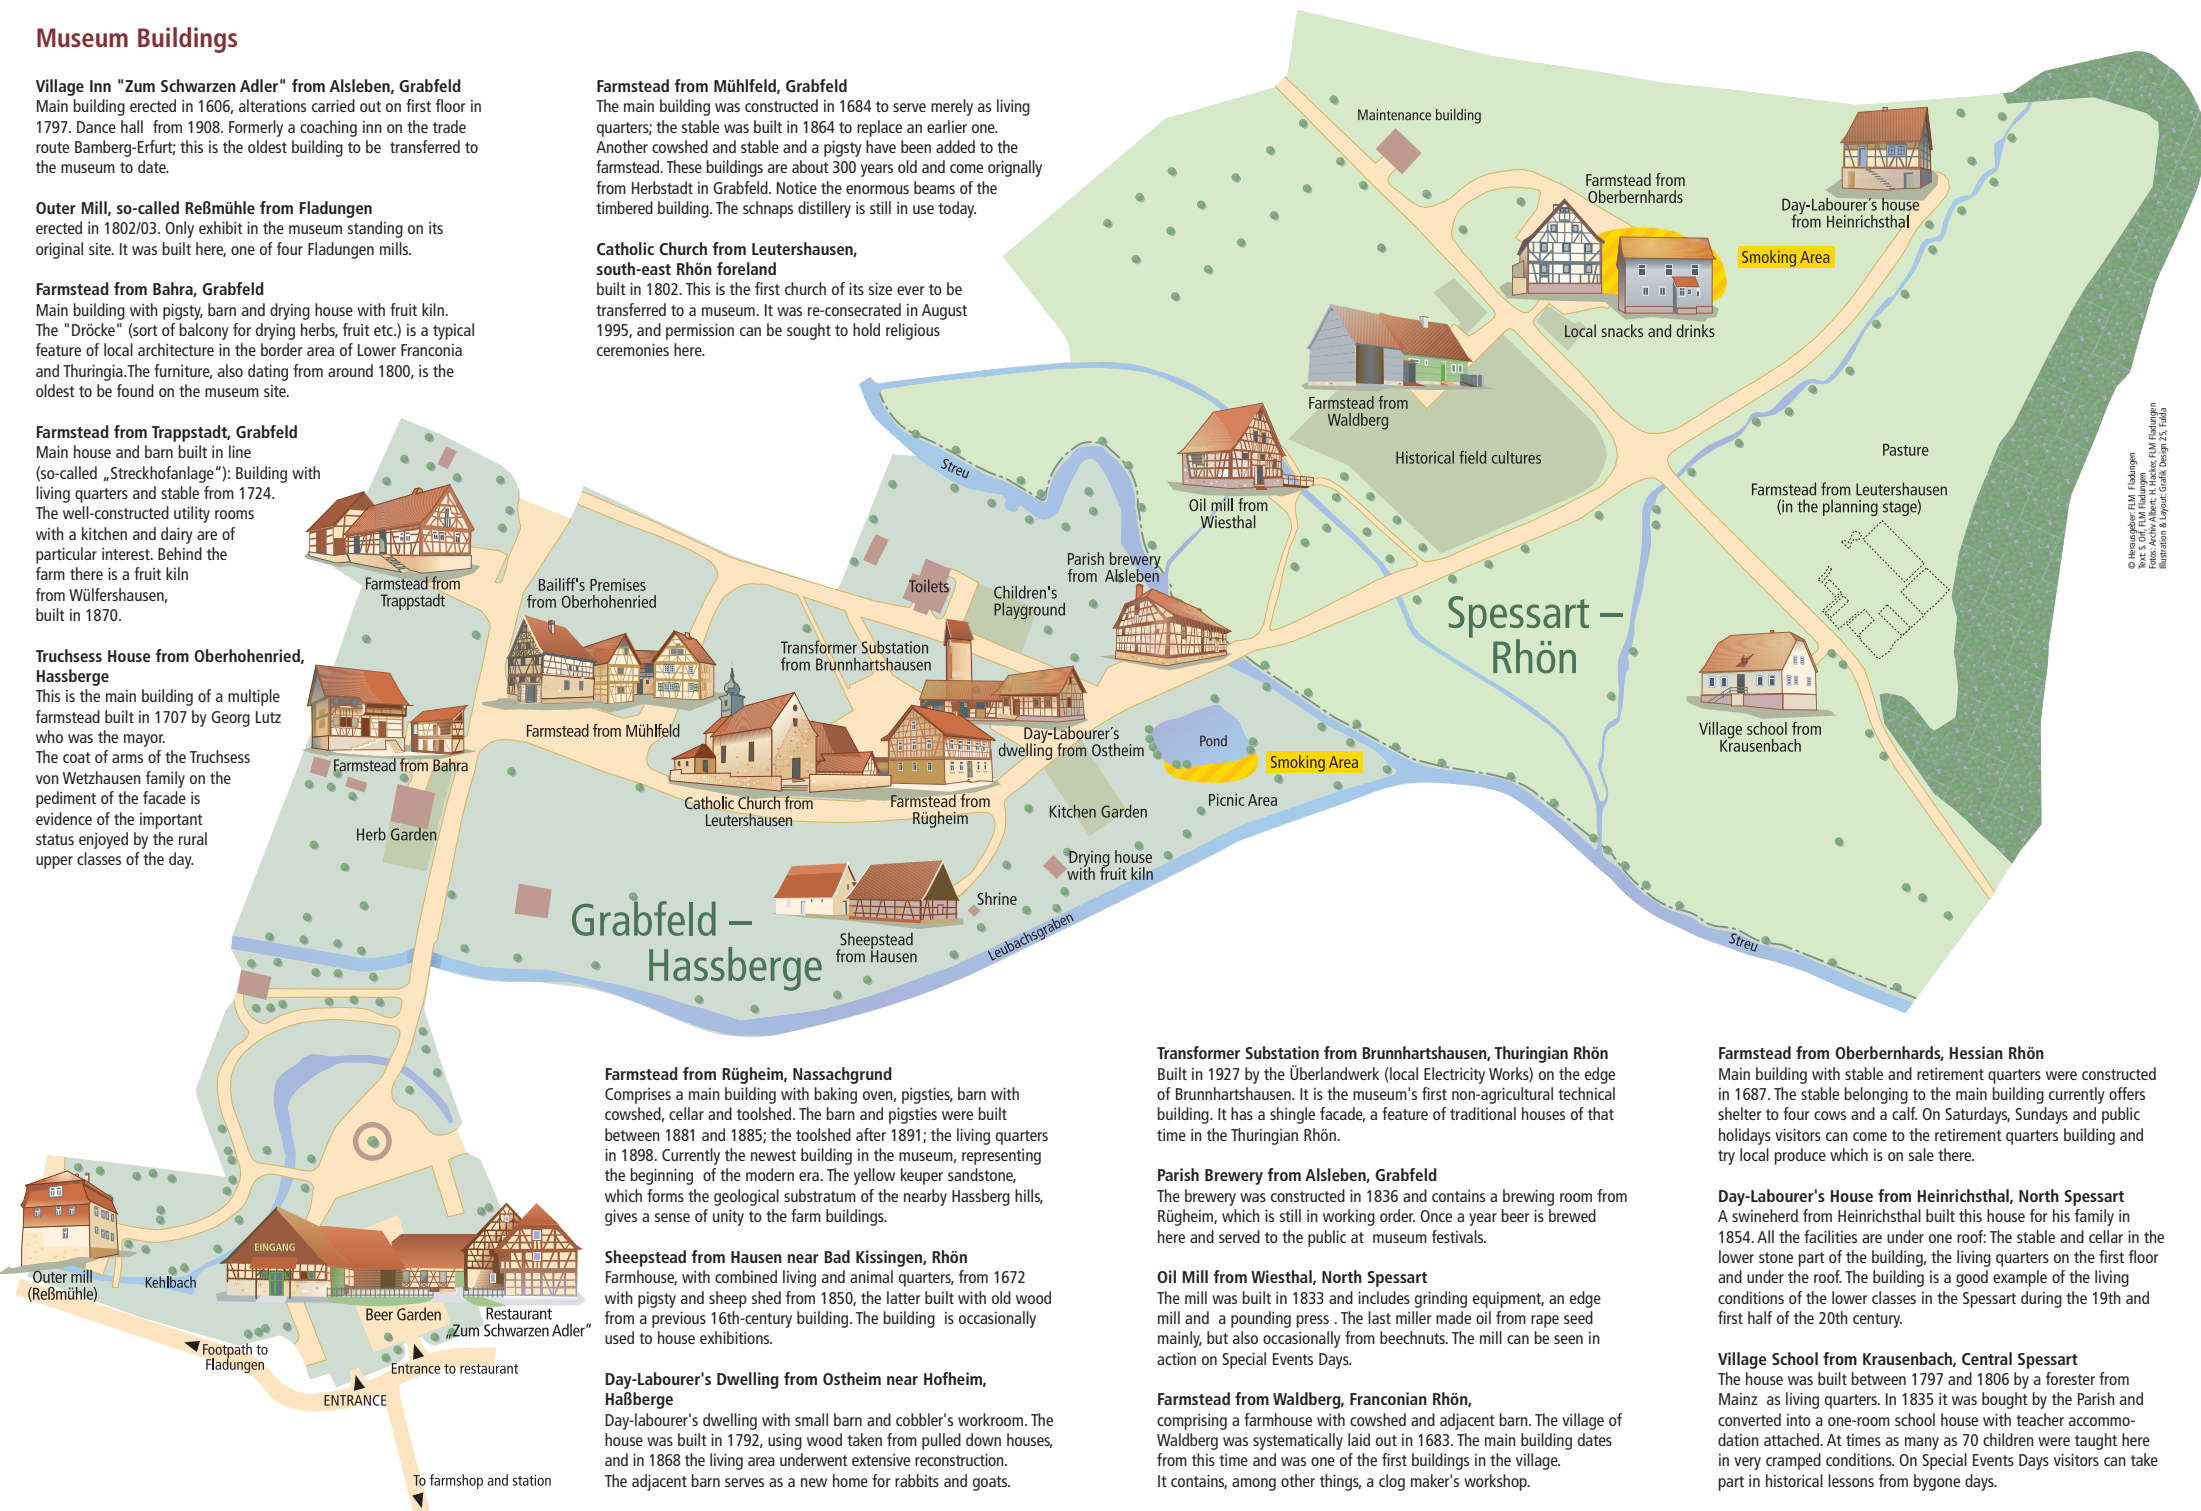 Museum Buildings
Village Inn "Zum Schwarzen Adler" from Alsleben, Grabfeld
Main building erected in 1606, alterations carried out on first floor in
1797. Dance hall from 1908. Formerly a coaching inn on the trade
route Bamberg-Erfurt; this is the oldest building to be transferred to
the museum to date.
Outer Mill, so-called Reßmühle from Fladungen
erected in 1802/03. Only exhibit in the museum standing on its
original site. It was built here, one of four Fladungen mills.
Farmstead from Bahra, Grabfeld
Main building with pigsty, barn and drying house with fruit kiln.
The "Dröcke" (sort of balcony for drying herbs, fruit etc.) is a typical
feature of local architecture in the border area of Lower Franconia
and Thuringia.The furniture, also dating from around 1800, is the
oldest to be found on the museum site.
Farmstead from Trappstadt, Grabfeld
Main house and barn built in line
(so-called „Streckhofanlage“): Building with
living quarters and stable from 1724.
The well-constructed utility rooms
with a kitchen and dairy are of
particular interest. Behind the
farm there is a fruit kiln
from Wülfershausen,
built in 1870.
Truchsess House from Oberhohenried,
Hassberge
This is the main building of a multiple
farmstead built in 1707 by Georg Lutz
who was the mayor.
The coat of arms of the Truchsess
von Wetzhausen family on the
pediment of the facade is
evidence of the important
status enjoyed by the rural
upper classes of the day.
Farmstead from Mühlfeld, Grabfeld
The main building was constructed in 1684 to serve merely as living
quarters; the stable was built in 1864 to replace an earlier one.
Another cowshed and stable and a pigsty have been added to the
farmstead. These buildings are about 300 years old and come orignally
from Herbstadt in Grabfeld. Notice the enormous beams of the
timbered building. The schnaps distillery is still in use today.
Catholic Church from Leutershausen,
south-east Rhön foreland
built in 1802. This is the first church of its size ever to be
transferred to a museum. It was re-consecrated in August
1995, and permission can be sought to hold religious
ceremonies here.
Maintenance building
Farmstead from
Oberbernhards
Day-Labourer´s house
from Heinrichsthal
Smoking Area
Local snacks and drinks
Farmstead from
Waldberg
Historical field cultures
Pasture
Farmstead from Leutershausen
(in the planning stage)
Streu
Oil mill from
Wiesthal
Parish brewery
from Alsleben
Farmstead from
Trappstadt
Bailiff's Premises
from Oberhohenried
Toilets
Children's
Playground
Transformer Substation
from Brunnhartshausen
Spessart –
Rhön
Farmstead from Mühlfeld
Day-Labourer´s
dwelling from Ostheim
Pond
Smoking Area
Village school from
Krausenbach
Farmstead from Bahra
Catholic Church from
Leutershausen
Farmstead from
Rügheim
Picnic Area
Kitchen Garden
Herb Garden
Drying house
with fruit kiln
Shrine
Grabfeld –
Hassberge
Sheepstead
from Hausen
Leubachsgraben
Streu
EINGANG
Outer mill
(Reßmühle)
Kehlbach
Beer Garden
Restaurant
„Zum Schwarzen Adler“
Footpath to
Fladungen
Entrance to restaurant
ENTRANCE
To farmshop and station
© Herausgeber: FLM Fladungen
Text: S. Orf, FLM Fladungen
Fotos: Archiv Albert; H. Hacker, FLM Fladungen
Illustration & Layout: Grafik Design 25, Fulda
Farmstead from Rügheim, Nassachgrund
Comprises a main building with baking oven, pigsties, barn with
cowshed, cellar and toolshed. The barn and pigsties were built
between 1881 and 1885; the toolshed after 1891; the living quarters
in 1898. Currently the newest building in the museum, representing
the beginning of the modern era. The yellow keuper sandstone,
which forms the geological substratum of the nearby Hassberg hills,
gives a sense of unity to the farm buildings.
Sheepstead from Hausen near Bad Kissingen, Rhön
Farmhouse, with combined living and animal quarters, from 1672
with pigsty and sheep shed from 1850, the latter built with old wood
from a previous 16th-century building. The building is occasionally
used to house exhibitions.
Day-Labourer's Dwelling from Ostheim near Hofheim,
Haßberge
Day-labourer's dwelling with small barn and cobbler's workroom. The
house was built in 1792, using wood taken from pulled down houses,
and in 1868 the living area underwent extensive reconstruction.
The adjacent barn serves as a new home for rabbits and goats.
Transformer Substation from Brunnhartshausen, Thuringian Rhön
Built in 1927 by the Überlandwerk (local Electricity Works) on the edge
of Brunnhartshausen. It is the museum's first non-agricultural technical
building. It has a shingle facade, a feature of traditional houses of that
time in the Thuringian Rhön.
Parish Brewery from Alsleben, Grabfeld
The brewery was constructed in 1836 and contains a brewing room from
Rügheim, which is still in working order. Once a year beer is brewed
here and served to the public at museum festivals.
Oil Mill from Wiesthal, North Spessart
The mill was built in 1833 and includes grinding equipment, an edge
mill and a pounding press . The last miller made oil from rape seed
mainly, but also occasionally from beechnuts. The mill can be seen in
action on Special Events Days.
Farmstead from Waldberg, Franconian Rhön,
comprising a farmhouse with cowshed and adjacent barn. The village of
Waldberg was systematically laid out in 1683. The main building dates
from this time and was one of the first buildings in the village.
It contains, among other things, a clog maker's workshop.
Farmstead from Oberbernhards, Hessian Rhön
Main building with stable and retirement quarters were constructed
in 1687. The stable belonging to the main building currently offers
shelter to four cows and a calf. On Saturdays, Sundays and public
holidays visitors can come to the retirement quarters building and
try local produce which is on sale there.
Day-Labourer's House from Heinrichsthal, North Spessart
A swineherd from Heinrichsthal built this house for his family in
1854. All the facilities are under one roof: The stable and cellar in the
lower stone part of the building, the living quarters on the first floor
and under the roof. The building is a good example of the living
conditions of the lower classes in the Spessart during the 19th and
first half of the 20th century.
Village School from Krausenbach, Central Spessart
The house was built between 1797 and 1806 by a forester from
Mainz as living quarters. In 1835 it was bought by the Parish and
converted into a one-room school house with teacher accommo-
dation attached. At times as many as 70 children were taught here
in very cramped conditions. On Special Events Days visitors can take
part in historical lessons from bygone days.